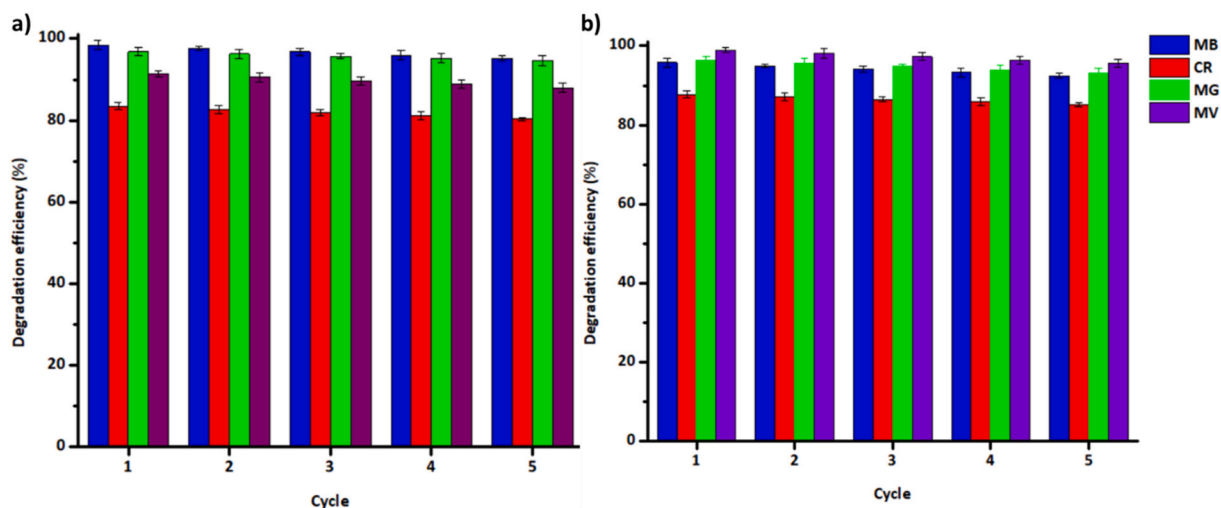 a)
Degradation efficiency (%)
100
80
60
40
20
0
1 2 3 4 5
Cycle
b)
Degradation efficiency (%)
100
80
60
40
20
0
1 2 3 4 5
Cycle
MB
CR
MG
MV